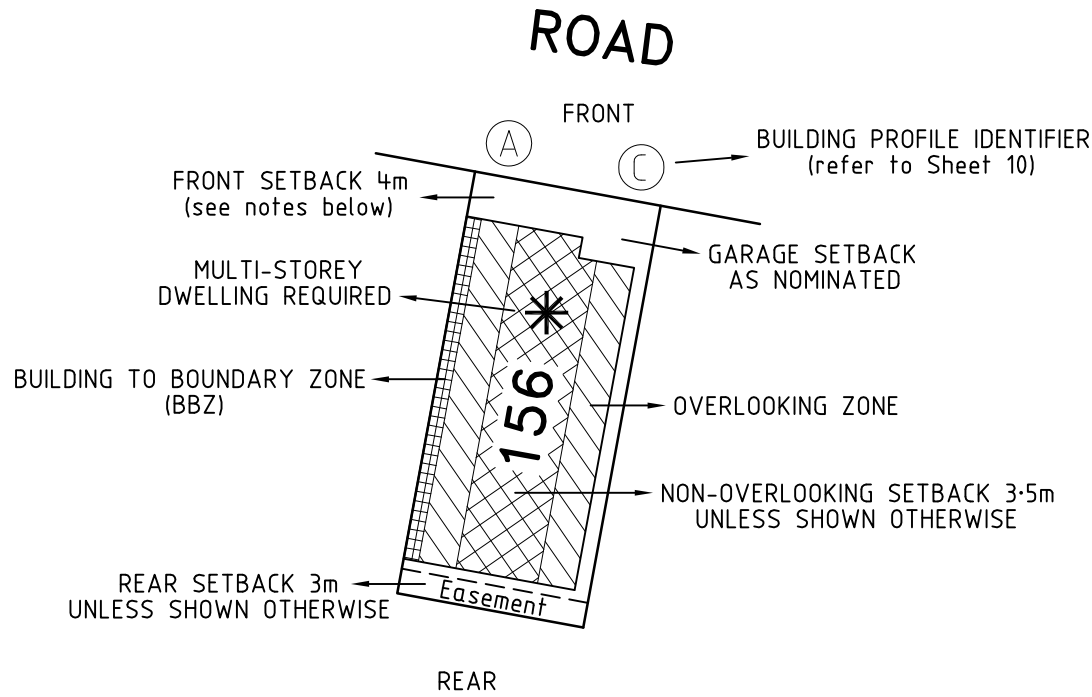 ROAD
FRONT
A
C
BUILDING PROFILE IDENTIFIER
(refer to Sheet 10)
FRONT SETBACK 4m
(see notes below)
GARAGE SETBACK
AS NOMINATED
MULTI-STOREY
DWELLING REQUIRED
BUILDING TO BOUNDARY ZONE
(BBZ)
156
OVERLOOKING ZONE
NON-OVERLOOKING SETBACK 3·5m
UNLESS SHOWN OTHERWISE
REAR SETBACK 3m
UNLESS SHOWN OTHERWISE
Easement
REAR